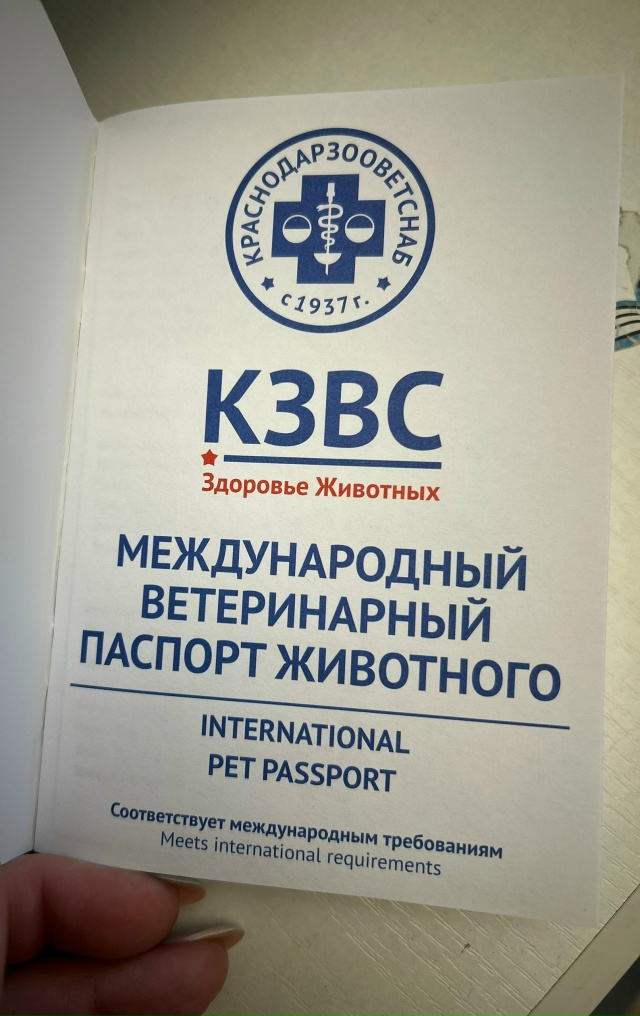 КРАСНОДАРЗООВЕТСНАБ
с 1937 г.
КЗВС
Здоровье Животных
МЕЖДУНАРОДНЫЙ
ВЕТЕРИНАРНЫЙ
ПАСПОРТ ЖИВОТНОГО
INTERNATIONAL
PET PASSPORT
Соответствует международным требованиям
Meets international requirements